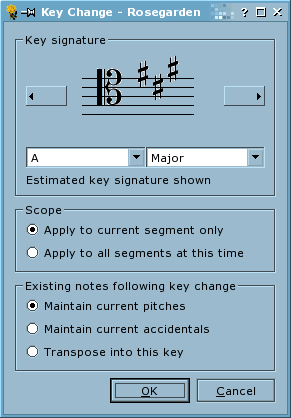 Key Change - Rosegarden
Key signature
A Major
Estimated key signature shown
Scope
Apply to current segment only
Apply to all segments at this time
Existing notes following key change
Maintain current pitches
Maintain current accidentals
Transpose into this key
OK Cancel